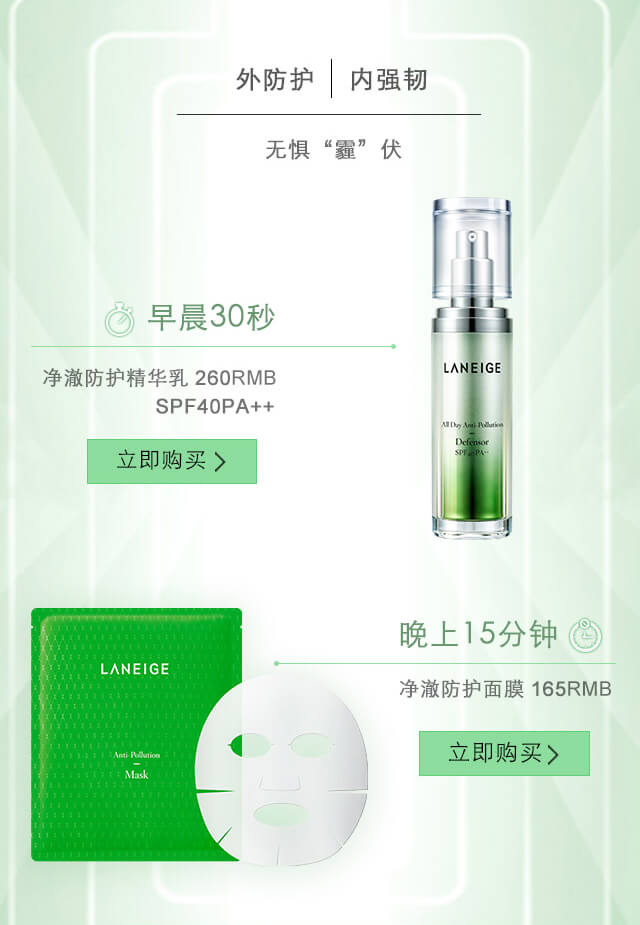 外防护 | 内强韧
无惧“霾”伏
早晨30秒
净澈防护精华乳 260RMB
SPF40PA++
立即购买
LANEIGE
All Day Anti-Pollution
Defensor
SPF40PA++
晚上15分钟
净澈防护面膜 165RMB
立即购买
LANEIGE
Anti-Pollution
Mask